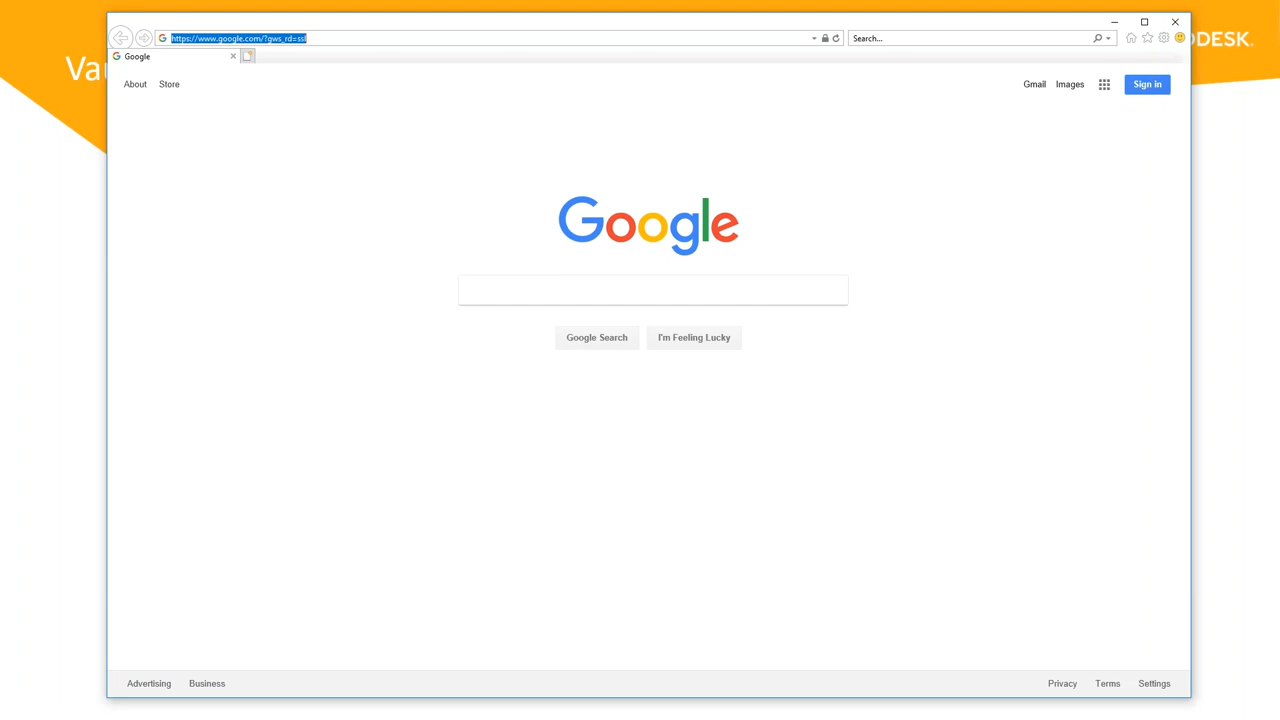 https://www.google.com/?gws_rd=ssl
Search...
Google
Va
DESK.
About Store
Gmail Images Sign in
Google
Google Search I'm Feeling Lucky
Advertising Business
Privacy Terms Settings